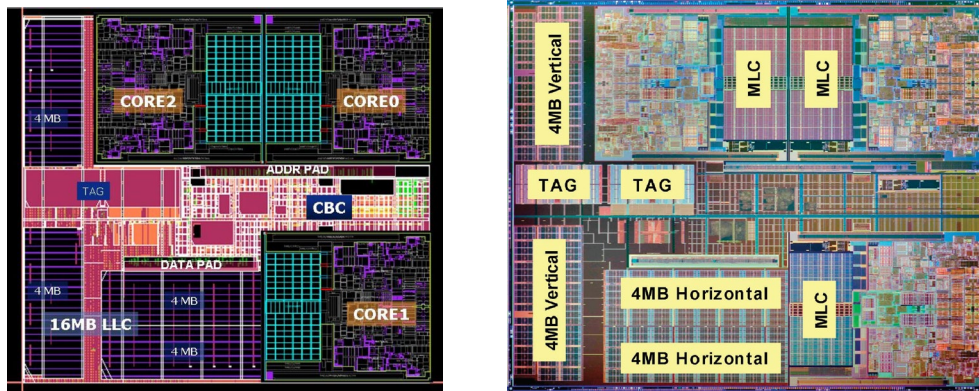 CORE2
CORE0
4 MB
ADDR PAD
TAG
CBC
DATA PAD
4 MB
4 MB
16MB LLC
CORE1
4 MB
4MB Vertical
MLC
MLC
TAG
TAG
4MB Vertical
4MB Horizontal
MLC
4MB Horizontal